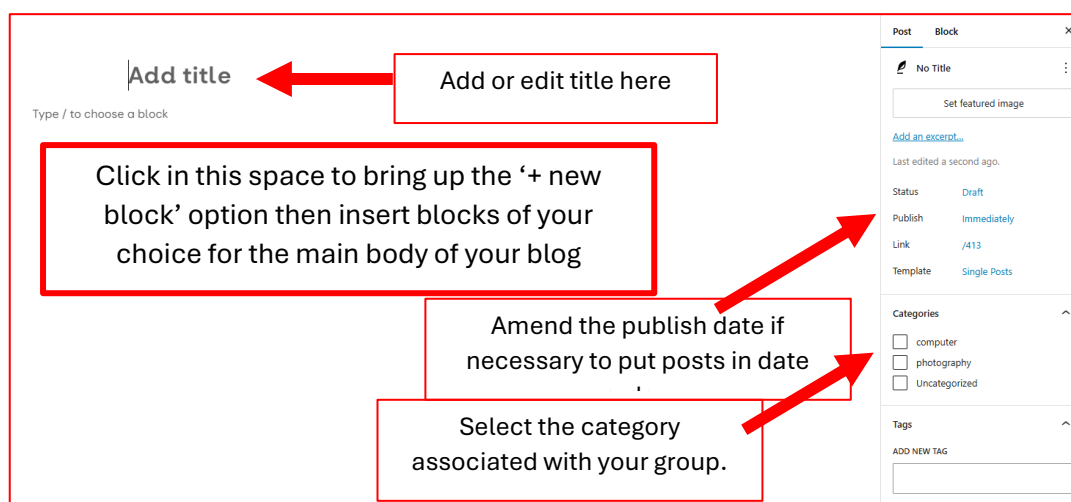 Post Block
Add title
Add or edit title here
No Title
Set featured image
Type / to choose a block
Add an excerpt...
Last edited a second ago.
Click in this space to bring up the ‘+ new
block’ option then insert blocks of your
choice for the main body of your blog
Status Draft
Publish Immediately
Link /413
Template Single Posts
Amend the publish date if
necessary to put posts in date
Categories
computer
photography
Uncategorized
Select the category
associated with your group.
Tags
ADD NEW TAG